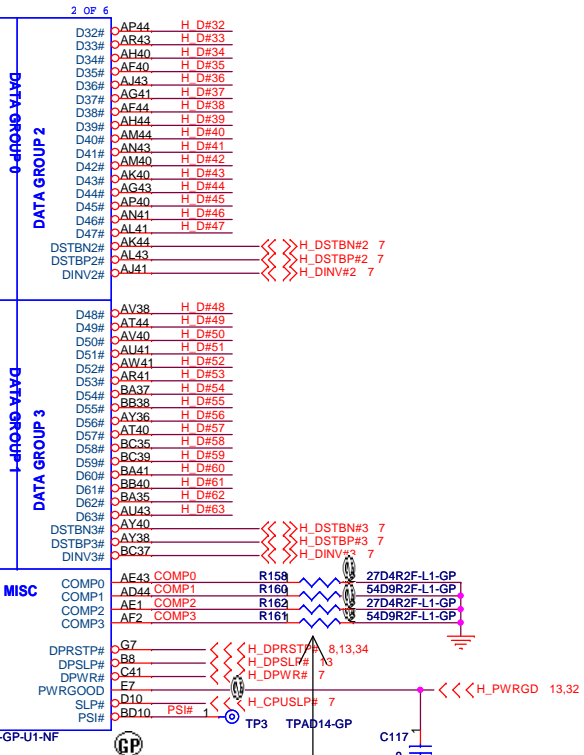 2 OF 6
DATA GROUP 0
DATA GROUP 2
D32# AP44 H_D#32
D33# AR43 H_D#33
D34# AH40 H_D#34
D35# AF40 H_D#35
D36# AJ43 H_D#36
D37# AG41 H_D#37
D38# AF44 H_D#38
D39# AH44 H_D#39
D40# AM44 H_D#40
D41# AN43 H_D#41
D42# AM40 H_D#42
D43# AK40 H_D#43
D44# AG43 H_D#44
D45# AP40 H_D#45
D46# AN41 H_D#46
D47# AL41 H_D#47
DSTBN2# AK44 H_DSTBN#2 7
DSTBP2# AL43 H_DSTBP#2 7
DINV2# AJ41 H_DINV#2 7
DATA GROUP 1
DATA GROUP 3
D48# AV38 H_D#48
D49# AT44 H_D#49
D50# AV40 H_D#50
D51# AU41 H_D#51
D52# AW41 H_D#52
D53# AR41 H_D#53
D54# BA37 H_D#54
D55# BB38 H_D#55
D56# AY36 H_D#56
D57# AT40 H_D#57
D58# BC35 H_D#58
D59# BC39 H_D#59
D60# BA41 H_D#60
D61# BB40 H_D#61
D62# BA35 H_D#62
D63# AU43 H_D#63
DSTBN3# AY40 H_DSTBN#3 7
DSTBP3# AY38 H_DSTBP#3 7
DINV3# BC37 H_DINV#3 7
MISC
COMP0 AE43 COMP0 R158 27D4R2F-L1-GP
COMP1 AD44 COMP1 R160 54D9R2F-L1-GP
COMP2 AE1 COMP2 R162 27D4R2F-L1-GP
COMP3 AF2 COMP3 R161 54D9R2F-L1-GP
DPRSTP# G7 H_DPRSTP# 8,13,34
DPSLP# B8 H_DPSLP# 13
DPWR# C41 H_DPWR# 7
PWRGOOD E7 H_PWRGD 13,32
SLP# D10 H_CPUSLP# 7
PSI# BD10 PSI# 1 TP3 TPAD14-GP
-GP-U1-NF
GP
C117 1